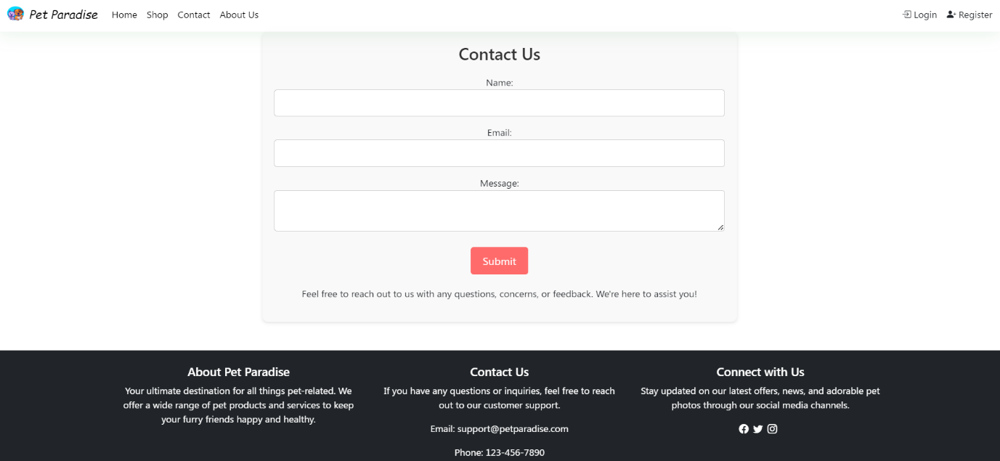 Pet Paradise Home Shop Contact About Us Login Register
Contact Us
Name:
Email:
Message:
Submit
Feel free to reach out to us with any questions, concerns, or feedback. We're here to assist you!
About Pet Paradise
Your ultimate destination for all things pet-related. We
offer a wide range of pet products and services to keep
your furry friends happy and healthy.
Contact Us
If you have any questions or inquiries, feel free to reach
out to our customer support.
Email: support@petparadise.com
Phone: 123-456-7890
Connect with Us
Stay updated on our latest offers, news, and adorable pet
photos through our social media channels.